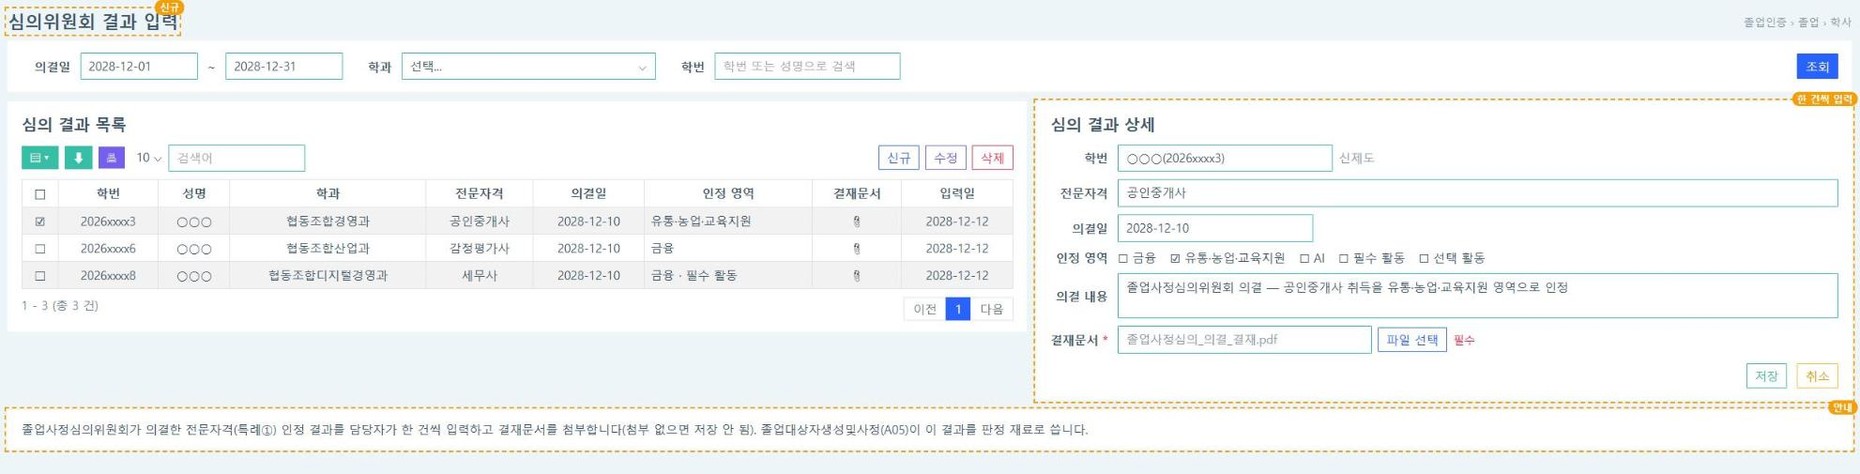 심의위원회 결과 입력 신규
졸업인증 › 졸업 › 학사
의결일 2028-12-01 ~ 2028-12-31 학과 선택... 학번 학번 또는 성명으로 검색 조회
심의 결과 목록
10 검색어 신규 수정 삭제
학번 성명 학과 전문자격 의결일 인정 영역 결재문서 입력일
2026xxxx3 ○○○ 협동조합경영과 공인중개사 2028-12-10 유통·농업·교육지원 2028-12-12
2026xxxx6 ○○○ 협동조합산업과 감정평가사 2028-12-10 금융 2028-12-12
2026xxxx8 ○○○ 협동조합디지털경영과 세무사 2028-12-10 금융 · 필수 활동 2028-12-12
1 - 3 (총 3 건) 이전 1 다음
한 건씩 입력
심의 결과 상세
학번 ○○○(2026xxxx3) 신제도
전문자격 공인중개사
의결일 2028-12-10
인정 영역 ☐ 금융 ☑ 유통·농업·교육지원 ☐ AI ☐ 필수 활동 ☐ 선택 활동
의결 내용 졸업사정심의위원회 의결 — 공인중개사 취득을 유통·농업·교육지원 영역으로 인정
결재문서 * 졸업사정심의_의결_결재.pdf 파일 선택 필수
저장 취소
안내
졸업사정심의위원회가 의결한 전문자격(특례①) 인정 결과를 담당자가 한 건씩 입력하고 결재문서를 첨부합니다(첨부 없으면 저장 안 됨). 졸업대상자생성및사정(A05)이 이 결과를 판정 재료로 씁니다.